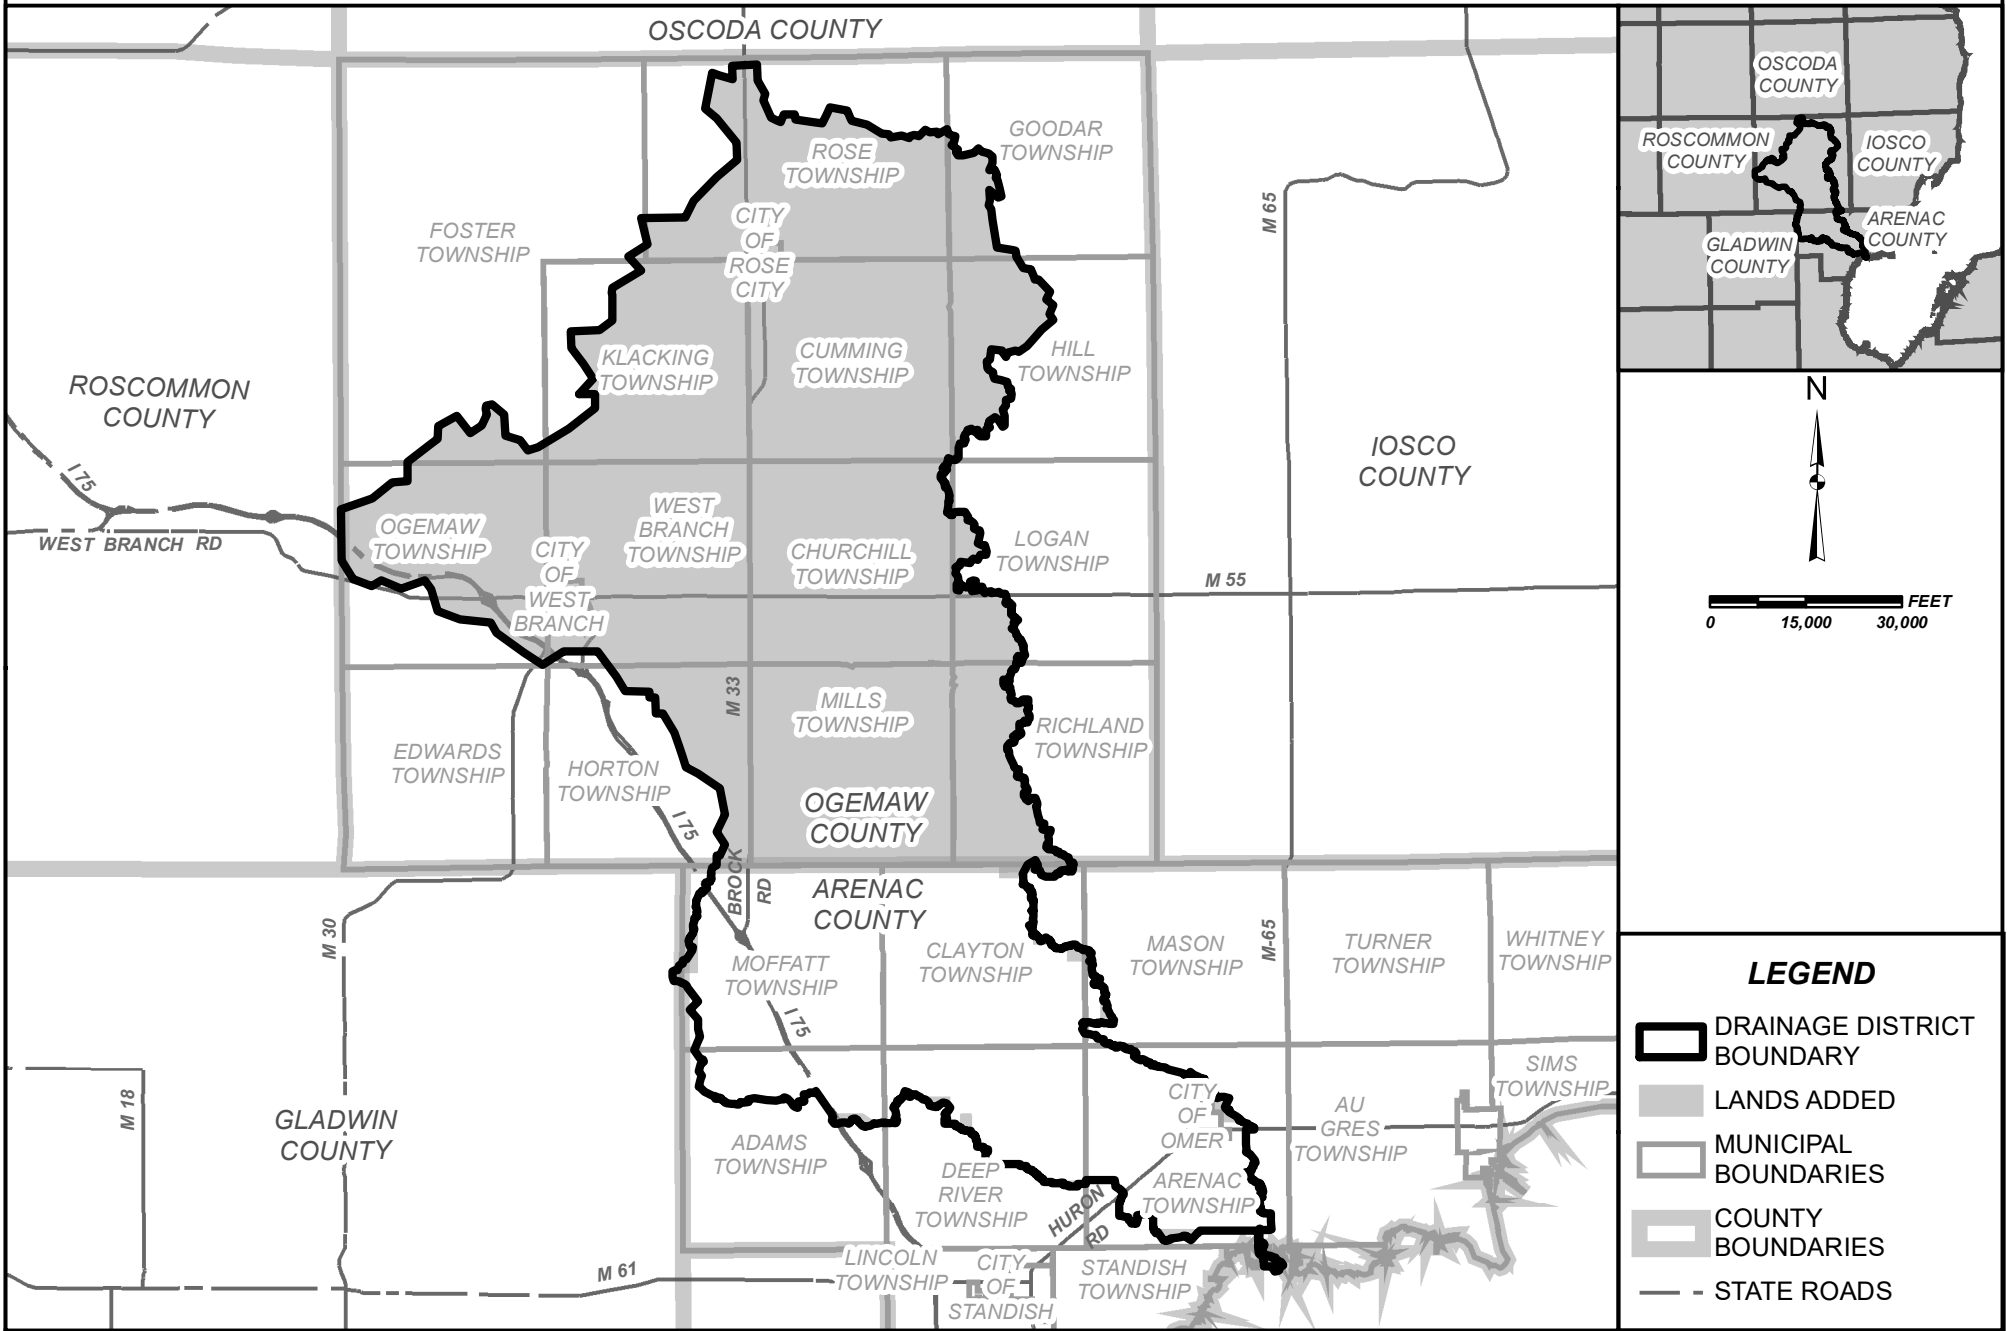 OSCODA COUNTY
GOODAR
TOWNSHIP
ROSE
TOWNSHIP
FOSTER
TOWNSHIP
CITY
OF
ROSE
CITY
M 65
KLACKING
TOWNSHIP
CUMMING
TOWNSHIP
HILL
TOWNSHIP
ROSCOMMON
COUNTY
IOSCO
COUNTY
I 75
WEST BRANCH RD
OGEMAW
TOWNSHIP
CITY
OF
WEST
BRANCH
WEST
BRANCH
TOWNSHIP
CHURCHILL
TOWNSHIP
LOGAN
TOWNSHIP
M 55
M 33
MILLS
TOWNSHIP
RICHLAND
TOWNSHIP
EDWARDS
TOWNSHIP
HORTON
TOWNSHIP
I 75
OGEMAW
COUNTY
BROCK
RD
ARENAC
COUNTY
M 30
MOFFATT
TOWNSHIP
CLAYTON
TOWNSHIP
MASON
TOWNSHIP
M-65
TURNER
TOWNSHIP
WHITNEY
TOWNSHIP
I 75
M 18
GLADWIN
COUNTY
ADAMS
TOWNSHIP
DEEP
RIVER
TOWNSHIP
CITY
OF
OMER
AU
GRES
TOWNSHIP
SIMS
TOWNSHIP
ARENAC
TOWNSHIP
HURON
RD
M 61
LINCOLN
TOWNSHIP
CITY
OF
STANDISH
STANDISH
TOWNSHIP
OSCODA
COUNTY
ROSCOMMON
COUNTY
IOSCO
COUNTY
ARENAC
COUNTY
GLADWIN
COUNTY
N
FEET
0 15,000 30,000
LEGEND
DRAINAGE DISTRICT
BOUNDARY
LANDS ADDED
MUNICIPAL
BOUNDARIES
COUNTY
BOUNDARIES
STATE ROADS